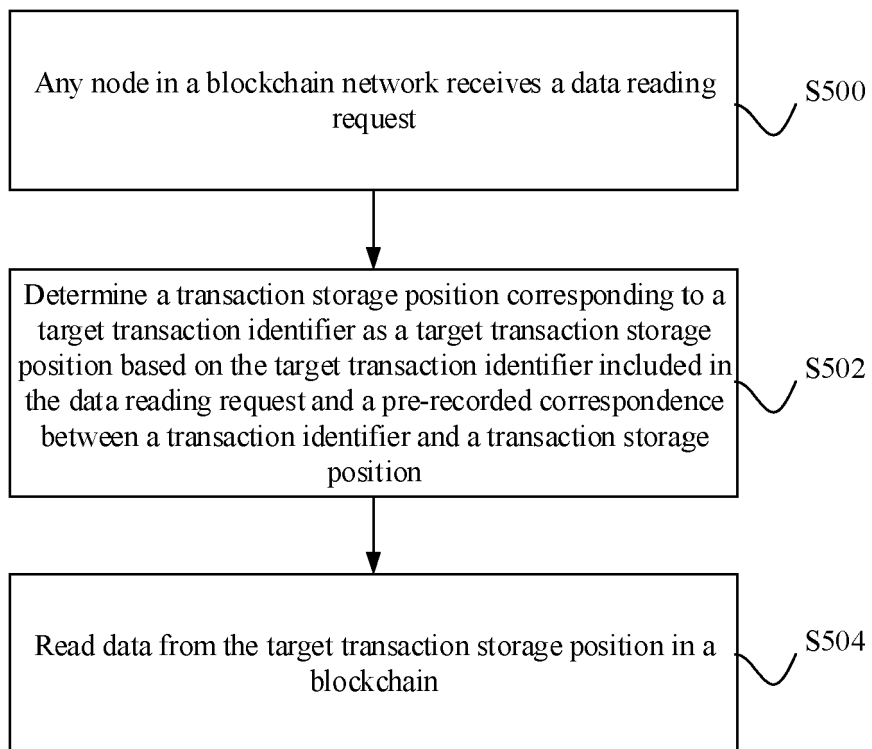 Any node in a blockchain network receives a data reading
request
S500
Determine a transaction storage position corresponding to a
target transaction identifier as a target transaction storage
position based on the target transaction identifier included in
the data reading request and a pre-recorded correspondence
between a transaction identifier and a transaction storage
position
S502
Read data from the target transaction storage position in a
blockchain
S504